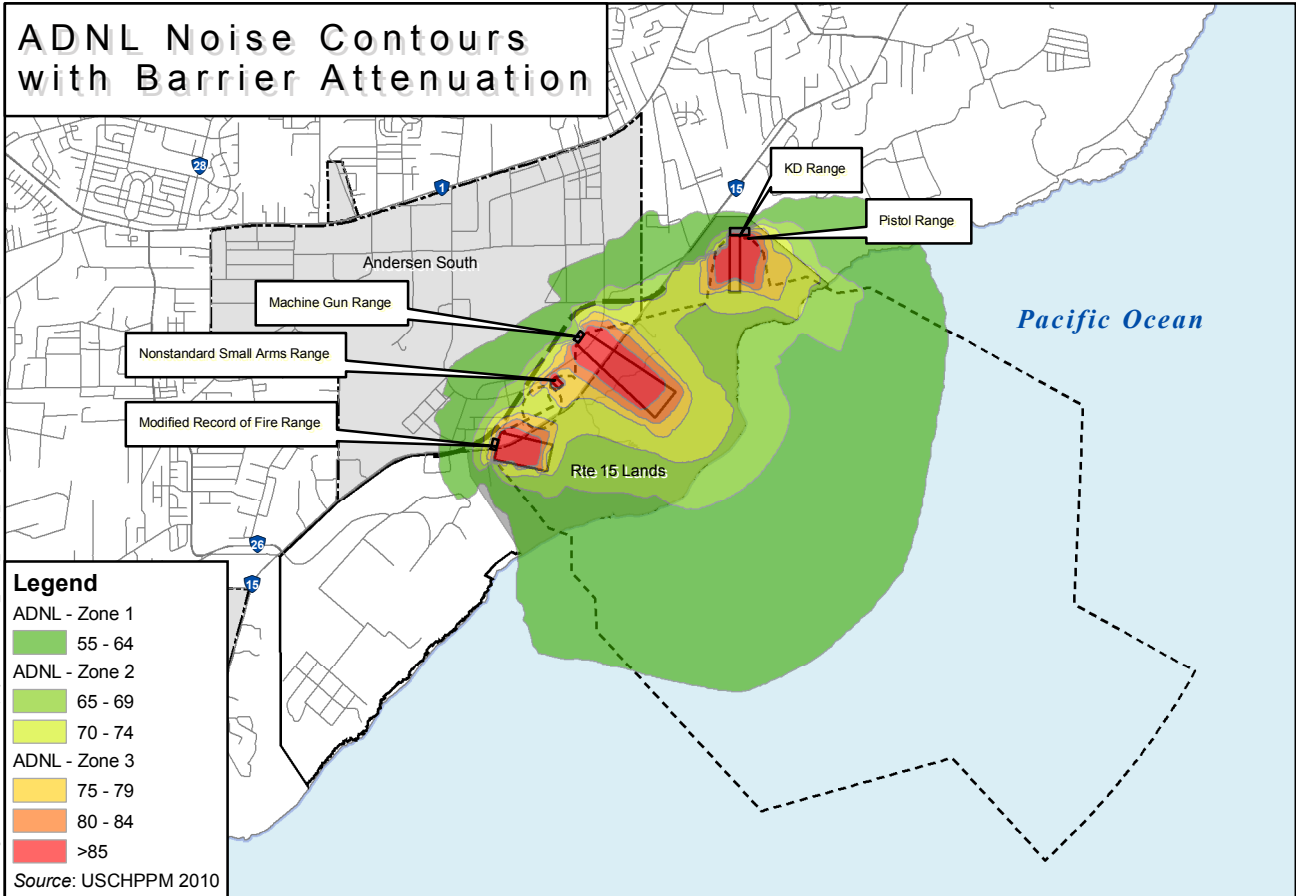 ADNL Noise Contours
with Barrier Attenuation
28
1
15
KD Range
Pistol Range
Andersen South
Machine Gun Range
Pacific Ocean
Nonstandard Small Arms Range
Modified Record of Fire Range
Rte 15 Lands
26
15
Legend
ADNL - Zone 1
55 - 64
ADNL - Zone 2
65 - 69
70 - 74
ADNL - Zone 3
75 - 79
80 - 84
>85
Source: USCHPPM 2010